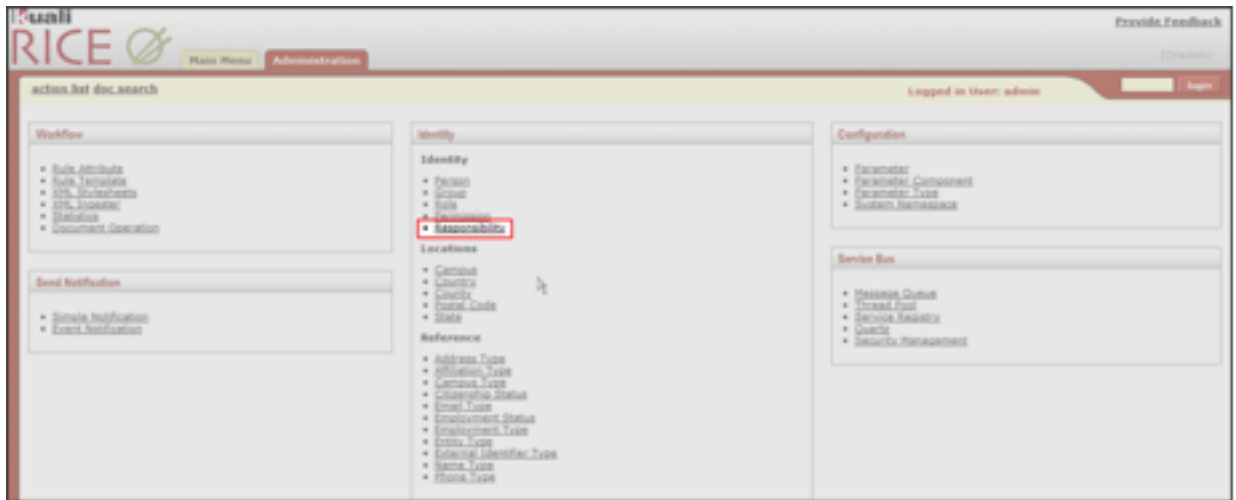 Kuali
RICE
Provide Feedback
Main Menu
Administration
action list doc search
Logged in User: admin
login
Workflow
Rule Attribute
Rule Template
XML Stylesheets
XML Ingester
Statistics
Document Operation
Send Notification
Simple Notification
Event Notification
Identity
Identity
Person
Group
Role
Permission
Responsibility
Locations
Campus
Country
County
Postal Code
State
Reference
Address Type
Affiliation Type
Campus Type
Citizenship Status
Email Type
Employment Status
Employment Type
Entity Type
External Identifier Type
Name Type
Phone Type
Configuration
Parameter
Parameter Component
Parameter Type
System Namespace
Service Bus
Message Queue
Thread Pool
Service Registry
Quartz
Security Management